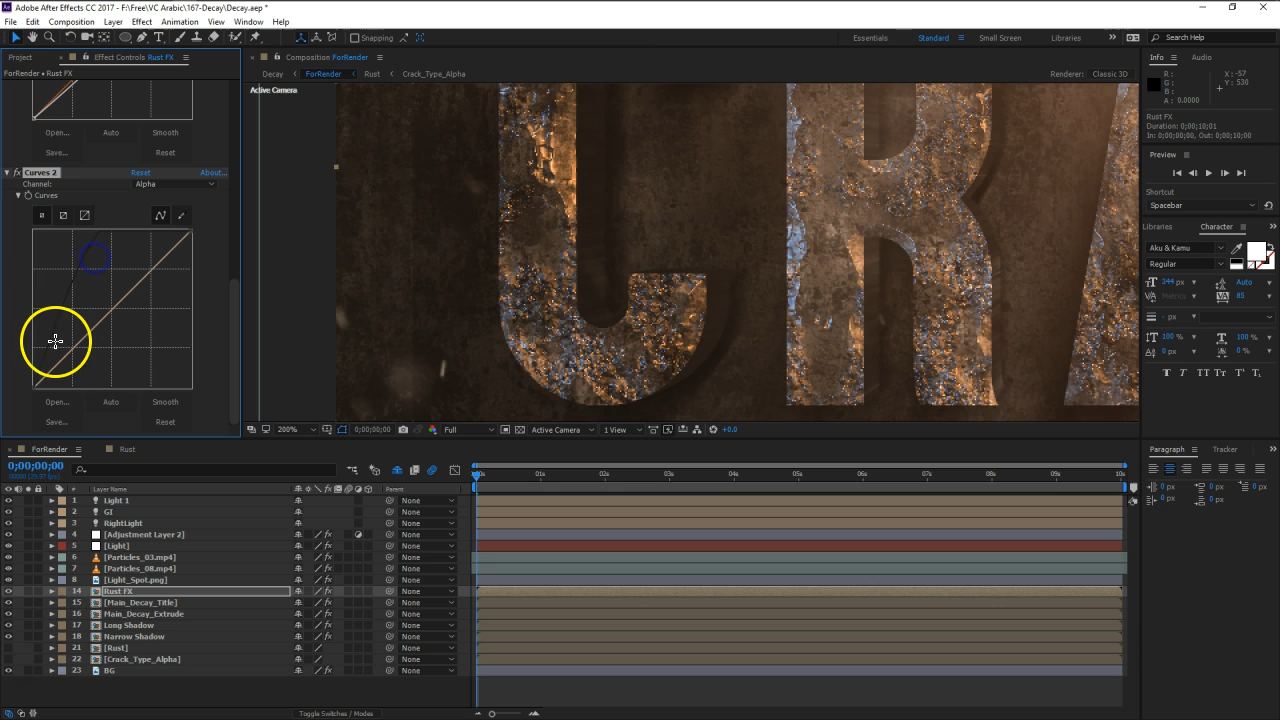 Adobe After Effects CC 2017 - F:\Free\VC Arabic\167-Decay\Decay.aep *
File Edit Composition Layer Effect Animation View Window Help
Snapping Essentials Standard Small Screen Libraries Search Help
Project Effect Controls Rust FX Composition ForRender Info Audio
ForRender • Rust FX Decay ForRender Rust Crack_Type_Alpha Renderer: Classic 3D
Active Camera
R : X : -57
G : Y : 530
B :
A : 0.0000
Rust FX
Duration: 0;00;10;01
In: 0;00;00;00, Out: 0;00;10;00
Open... Auto Smooth
Save... Reset
Preview
Curves 2 Reset About...
Channel: Alpha
Curves
Shortcut
Spacebar
Libraries Character
Aku & Kamu
Regular
344 px Auto
Metrics 85
- px
100 % 100 %
0 px 0 %
T T TT Tr T¹ T₁
Open... Auto Smooth
Save... Reset
200% 0;00;00;00 Full Active Camera 1 View +0.0
ForRender Rust
Paragraph Tracker
0;00;00;00
01s 02s 03s 04s 05s 06s 07s 08s 09s 10s
# Layer Name Parent
0 px 0 px 0 px
0 px 0 px
1 Light 1 None
2 GI None
3 RightLight None
4 [Adjustment Layer 2] None
5 [Light] None
6 [Particles_03.mp4] None
7 [Particles_08.mp4] None
8 [Light_Spot.png] None
14 Rust FX None
15 [Main_Decay_Title] None
16 Main_Decay_Extrude None
17 Long Shadow None
18 Narrow Shadow None
21 [Rust] None
22 [Crack_Type_Alpha] None
23 BG None
Toggle Switches / Modes